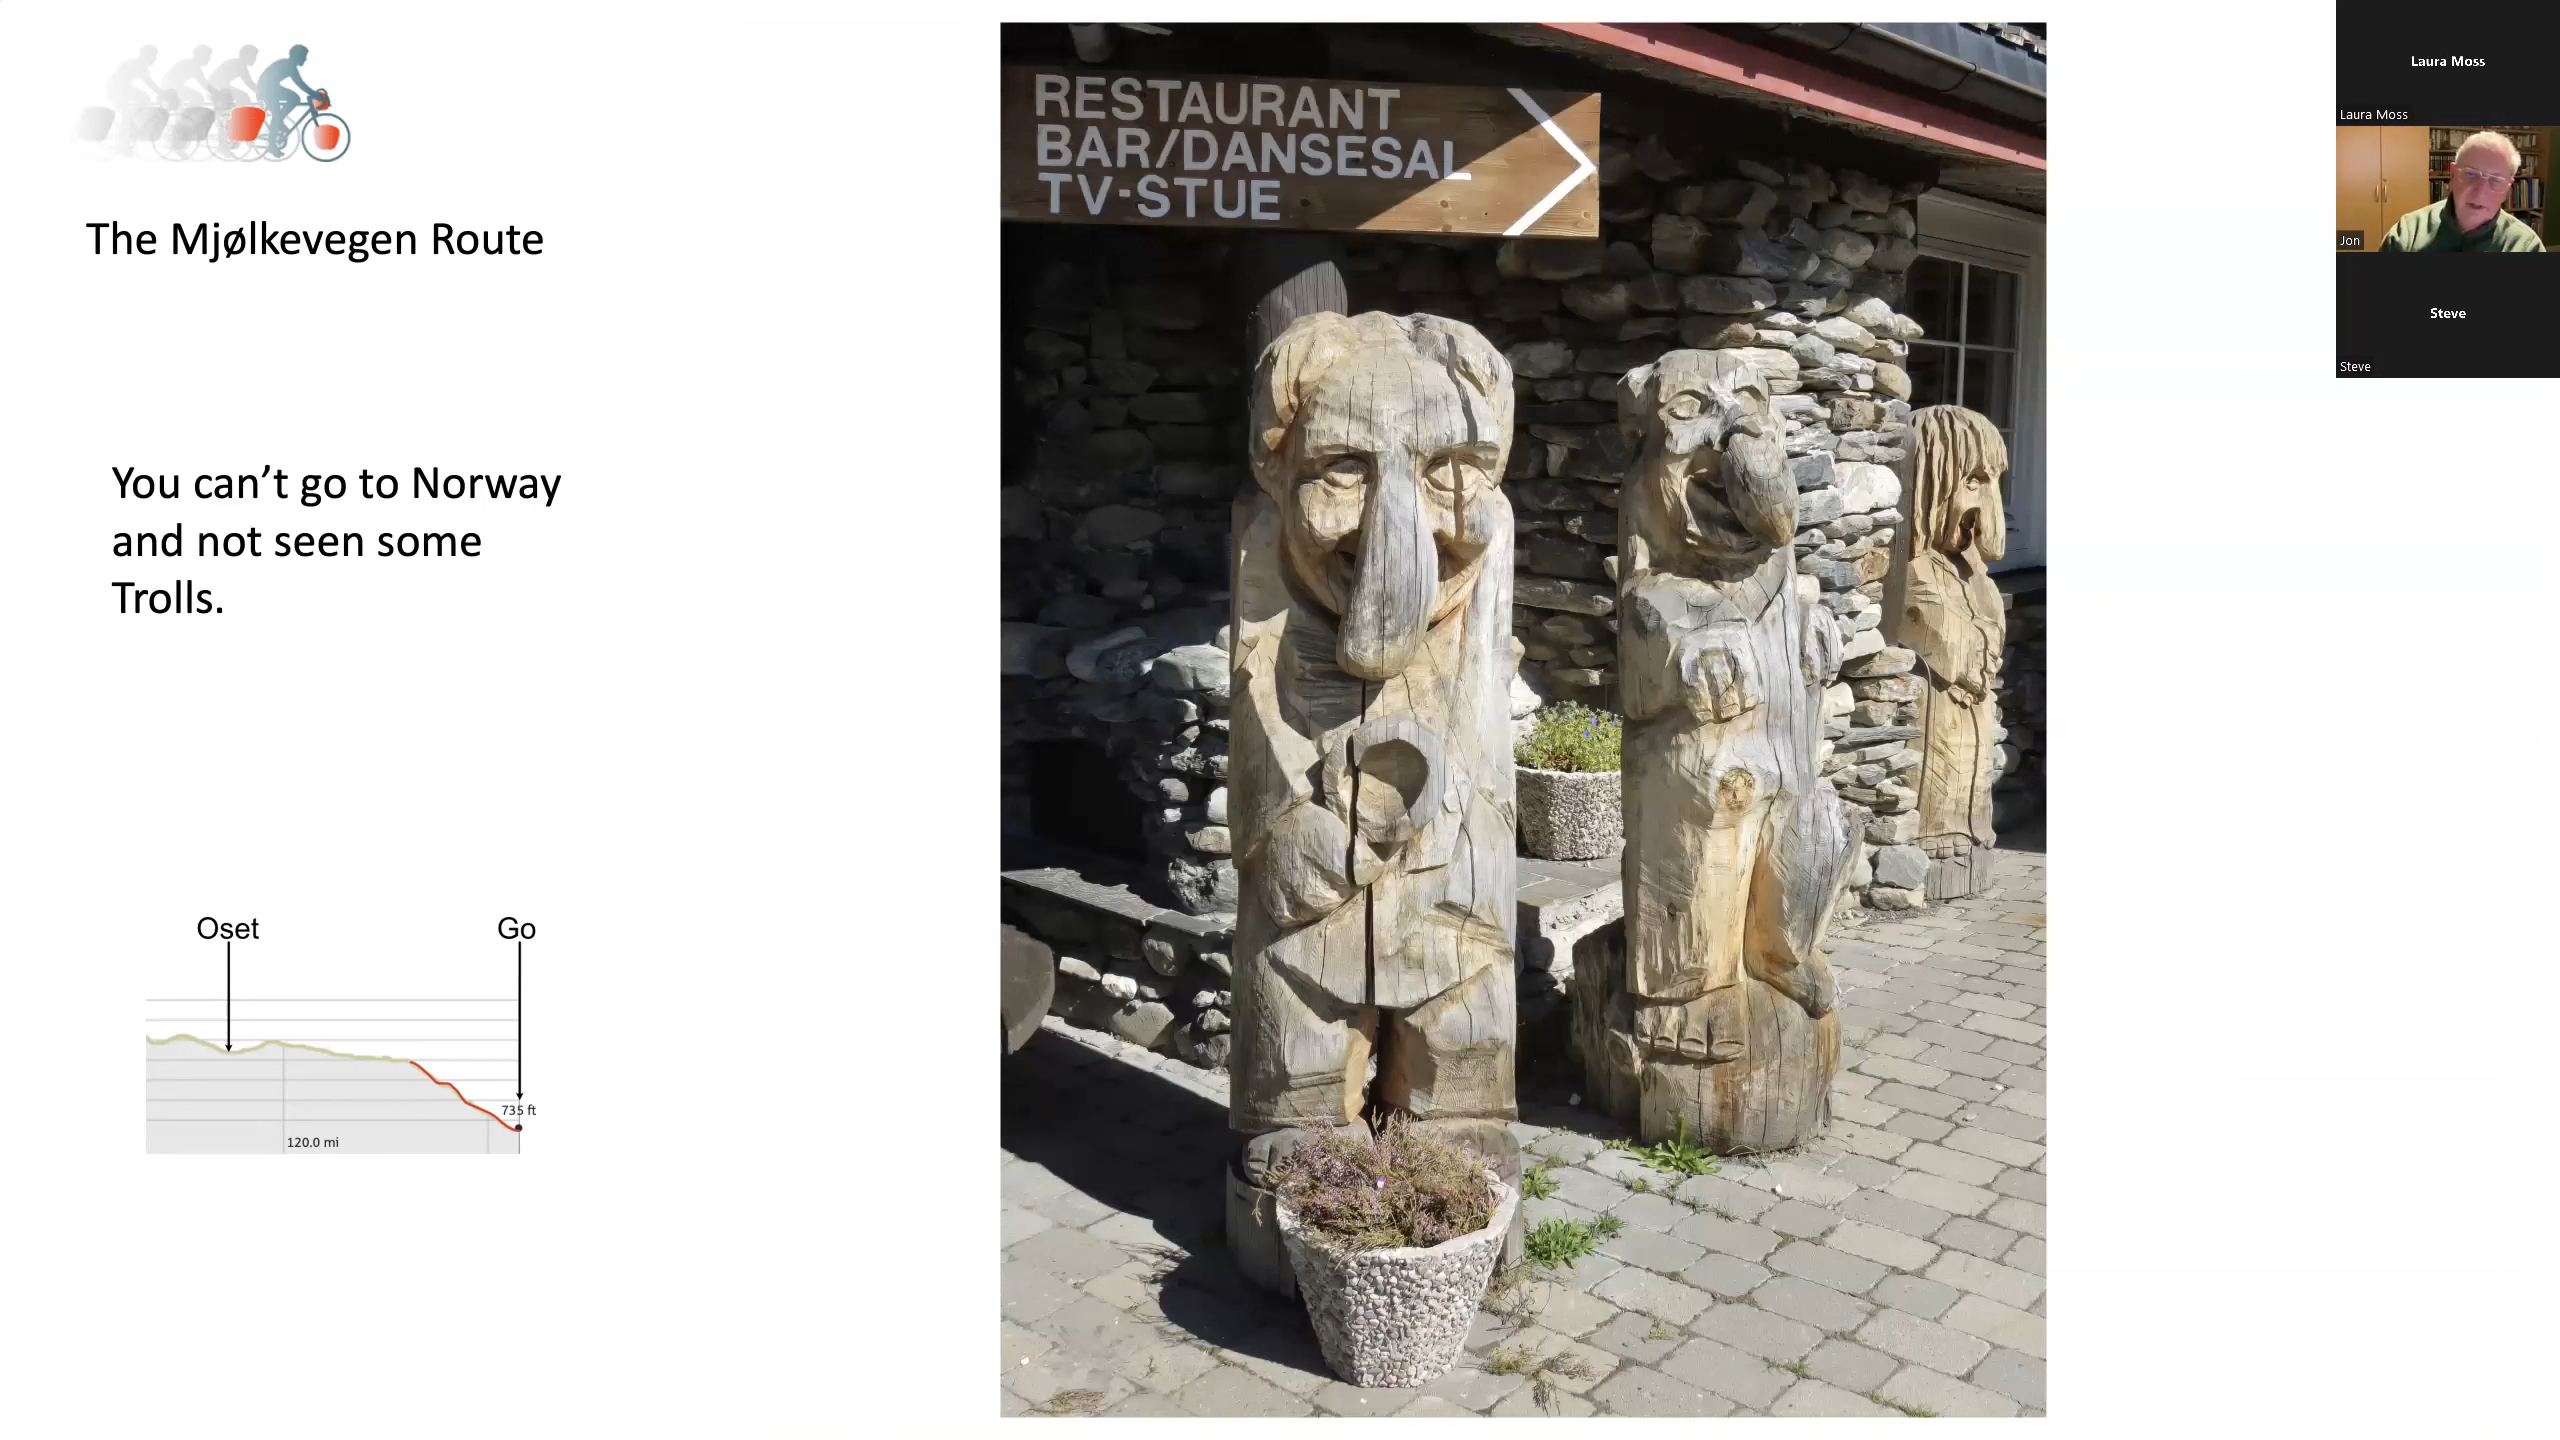 The Mjølkevegen Route
You can’t go to Norway
and not seen some
Trolls.
Oset
Go
735 ft
120.0 mi
RESTAURANT
BAR/DANSESAL
TV-STUE
Laura Moss
Laura Moss
Jon
Steve
Steve